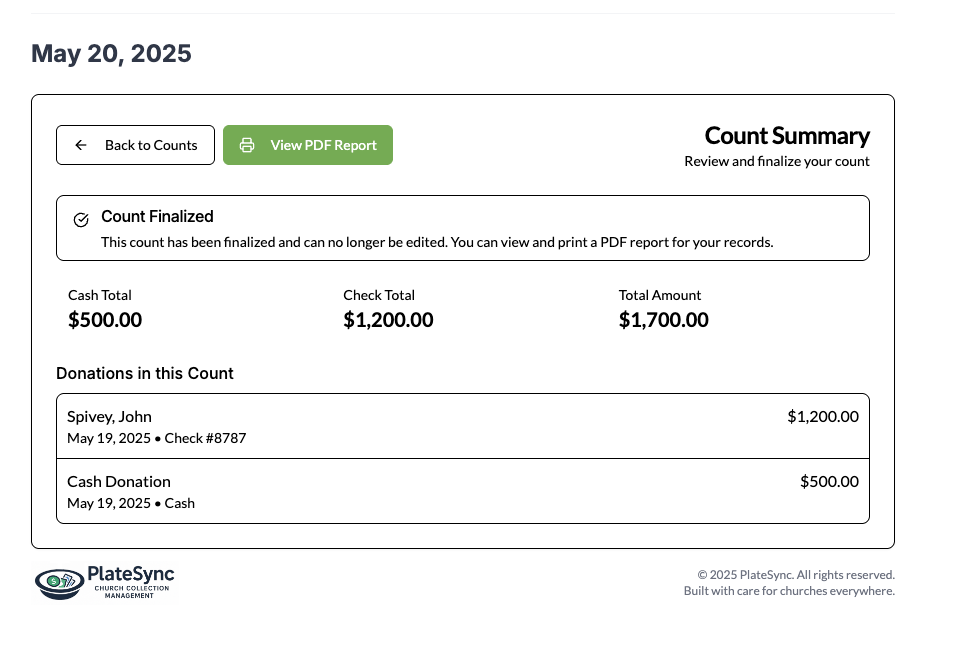 May 20, 2025
Back to Counts
View PDF Report
Count Summary
Review and finalize your count
Count Finalized
This count has been finalized and can no longer be edited. You can view and print a PDF report for your records.
Cash Total
Check Total
Total Amount
$500.00
$1,200.00
$1,700.00
Donations in this Count
Spivey, John
$1,200.00
May 19, 2025 • Check #8787
Cash Donation
$500.00
May 19, 2025 • Cash
$
PlateSync
CHURCH COLLECTION
MANAGEMENT
© 2025 PlateSync. All rights reserved.
Built with care for churches everywhere.